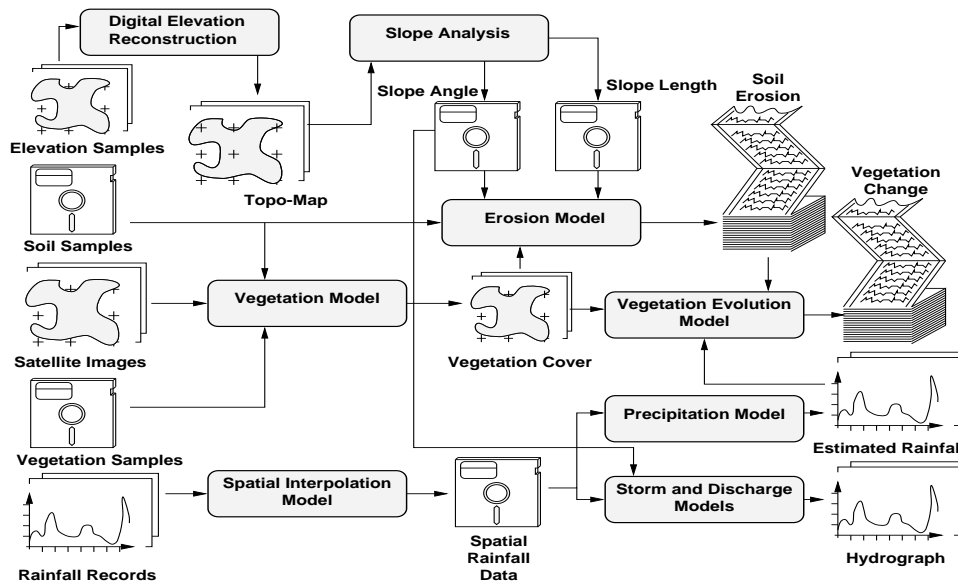 Digital Elevation
Reconstruction
Slope Analysis
Elevation Samples
Topo-Map
Slope Angle
Slope Length
Soil
Erosion
Vegetation
Change
Soil Samples
Erosion Model
Satellite Images
Vegetation Model
Vegetation Cover
Vegetation Evolution
Model
Vegetation Samples
Precipitation Model
Estimated Rainfall
Rainfall Records
Spatial Interpolation
Model
Spatial
Rainfall
Data
Storm and Discharge
Models
Hydrograph